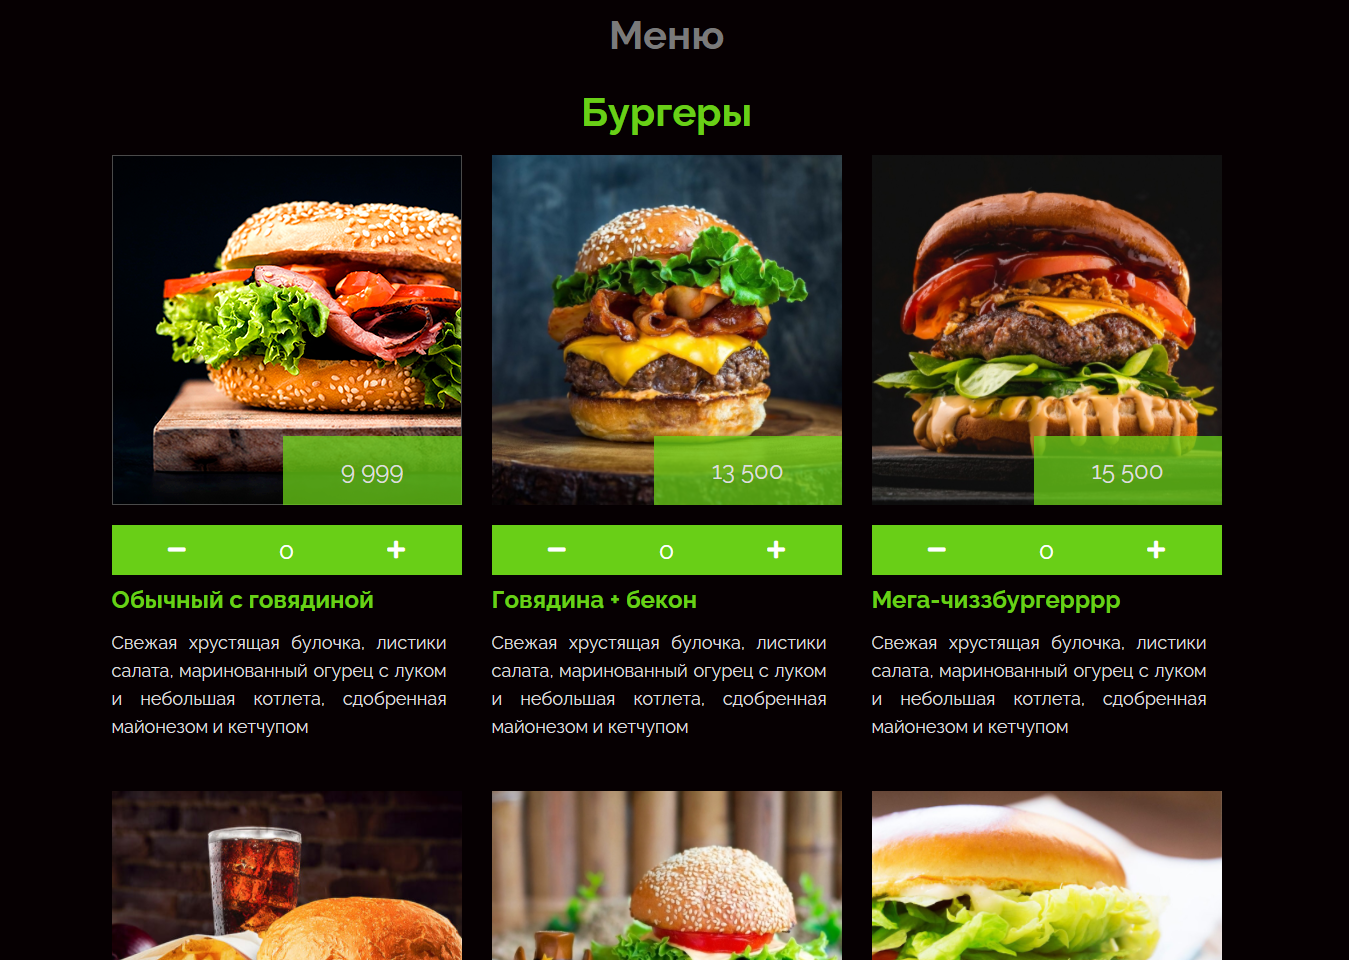 Меню
Бургеры
9 999
13 500
15 500
− 0 +
− 0 +
− 0 +
Обычный с говядиной
Свежая хрустящая булочка, листики
салата, маринованный огурец с луком
и небольшая котлета, сдобренная
майонезом и кетчупом
Говядина + бекон
Свежая хрустящая булочка, листики
салата, маринованный огурец с луком
и небольшая котлета, сдобренная
майонезом и кетчупом
Мега-чиззбургерррр
Свежая хрустящая булочка, листики
салата, маринованный огурец с луком
и небольшая котлета, сдобренная
майонезом и кетчупом